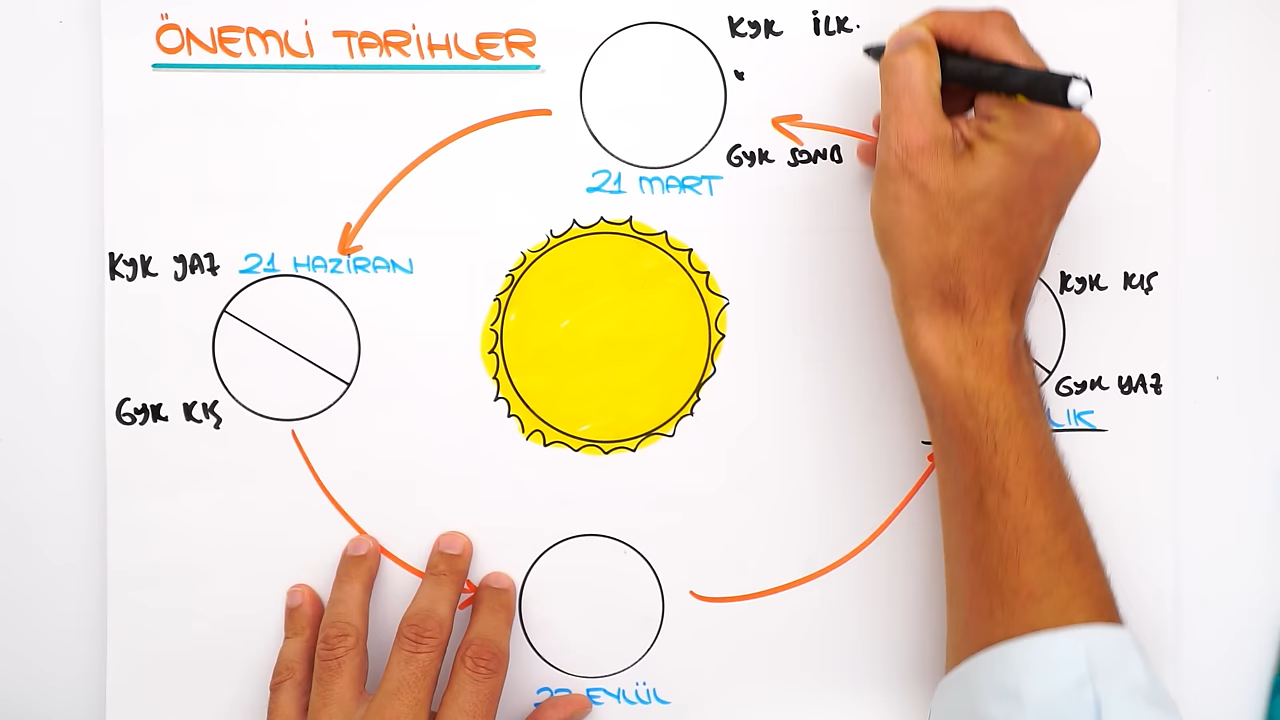 ÖNEMLİ TARİHLER
KYK İLK.
GYK SONB
21 MART
KYK YAZ
21 HAZİRAN
GYK KIŞ
KYK KIŞ
GYK YAZ
LIK
EYLÜL